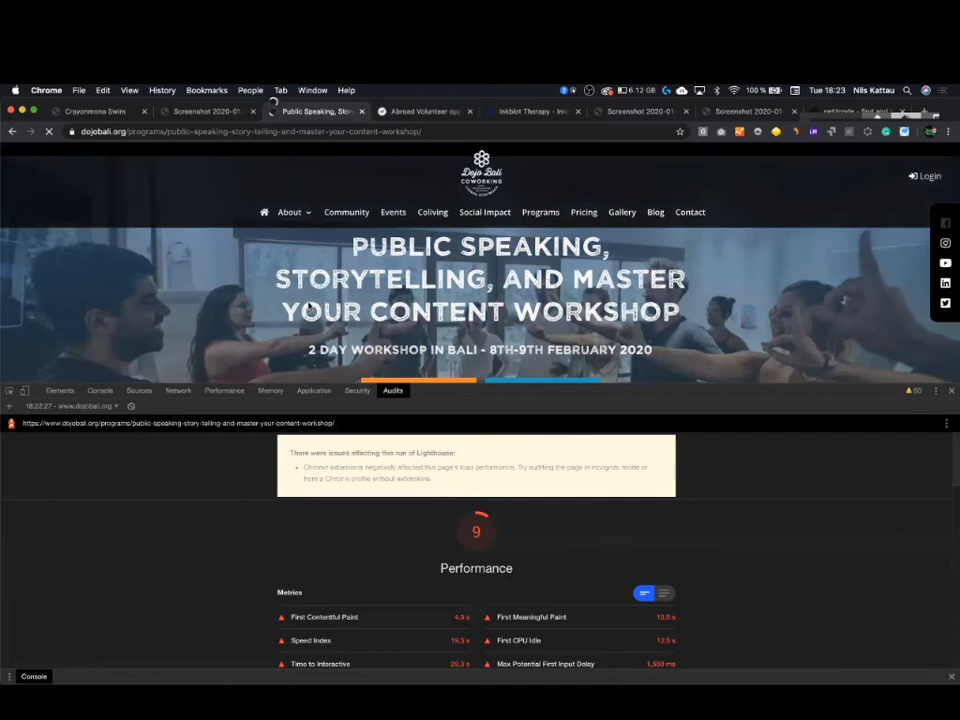 Chrome File Edit View History Bookmarks People Tab Window Help 6.12 GB 100 % Tue 18:23 Nils Kattau
Crayonmono Swim Screenshot 2020-01 Public Speaking, Stor Abroad Volunteer opp Inkblot Therapy - Ink Screenshot 2020-01 Screenshot 2020-01
dojobali.org/programs/public-speaking-story-telling-and-master-your-content-workshop/
Dojo Bali
COWORKING
Login
About Community Events Coliving Social Impact Programs Pricing Gallery Blog Contact
PUBLIC SPEAKING,
STORYTELLING, AND MASTER
YOUR CONTENT WORKSHOP
2 DAY WORKSHOP IN BALI - 8TH-9TH FEBRUARY 2020
Elements Console Sources Network Performance Memory Application Security Audits 60
18:22:27 - www.dojobali.org
https://www.dojobali.org/programs/public-speaking-story-telling-and-master-your-content-workshop/
There were issues affecting this run of Lighthouse:
Chrome extensions negatively affected this page's load performance. Try auditing the page in incognito mode or
from a Chrome profile without extensions.
9
Performance
Metrics
First Contentful Paint 4.3 s First Meaningful Paint 12.5 s
Speed Index 19.3 s First CPU Idle 12.5 s
Time to Interactive 29.3 s Max Potential First Input Delay 1,550 ms
Console